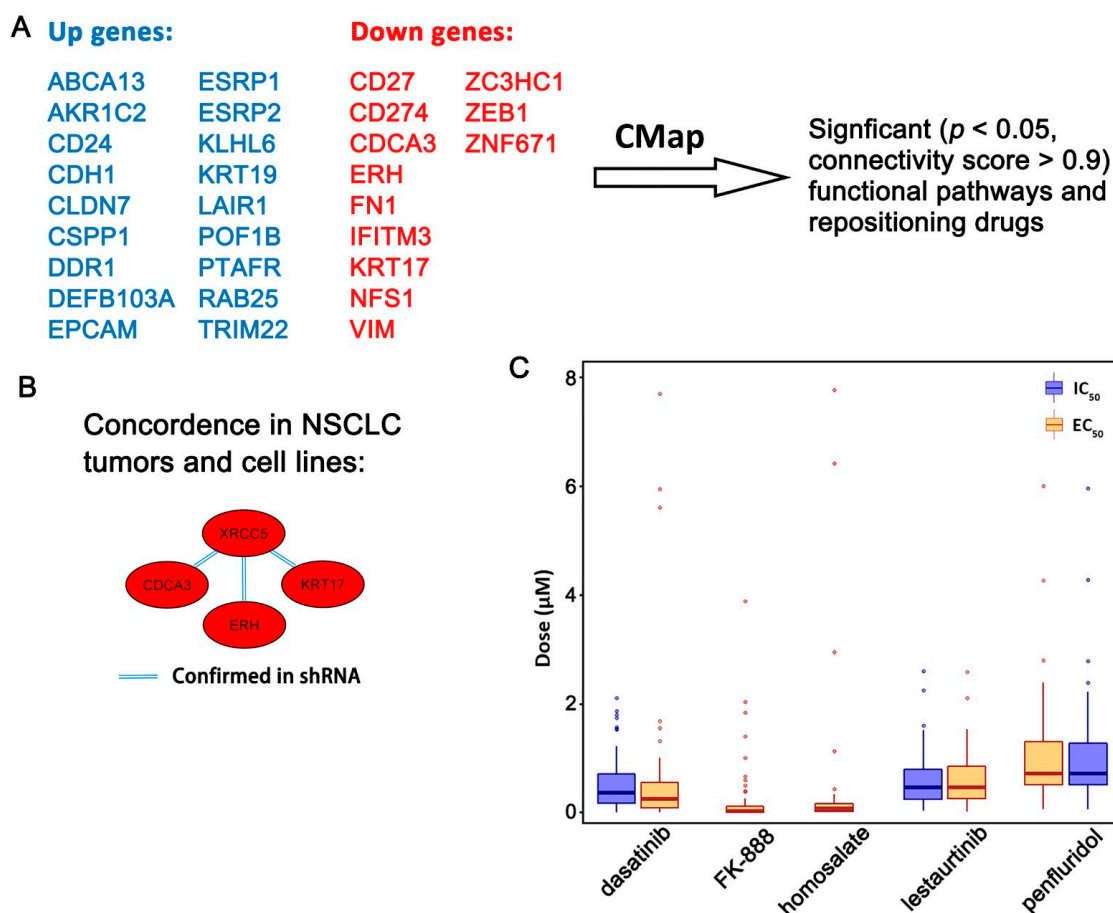 A
Up genes:
Down genes:
ABCA13 ESRP1
AKR1C2 ESRP2
CD24 KLHL6
CDH1 KRT19
CLDN7 LAIR1
CSPP1 POF1B
DDR1 PTAFR
DEFB103A RAB25
EPCAM TRIM22
CD27 ZC3HC1
CD274 ZEB1
CDCA3 ZNF671
ERH
FN1
IFITM3
KRT17
NFS1
VIM
CMap
Signficant (p < 0.05,
connectivity score > 0.9)
functional pathways and
repositioning drugs
B
Concordence in NSCLC
tumors and cell lines:
XRCC5
CDCA3
KRT17
ERH
Confirmed in shRNA
C
8
6
4
2
0
Dose (µM)
IC50
EC50
dasatinib
FK-888
homosalate
lestaurtinib
penfluridol